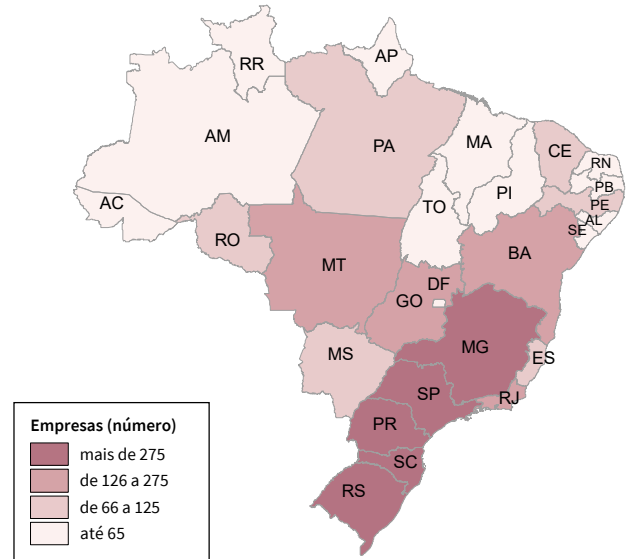 RR
AP
AM
PA
MA
CE
RN
PB
PE
AL
SE
PI
TO
AC
RO
BA
MT
DF
GO
MG
ES
MS
SP
RJ
PR
SC
RS
Empresas (número)
mais de 275
de 126 a 275
de 66 a 125
até 65